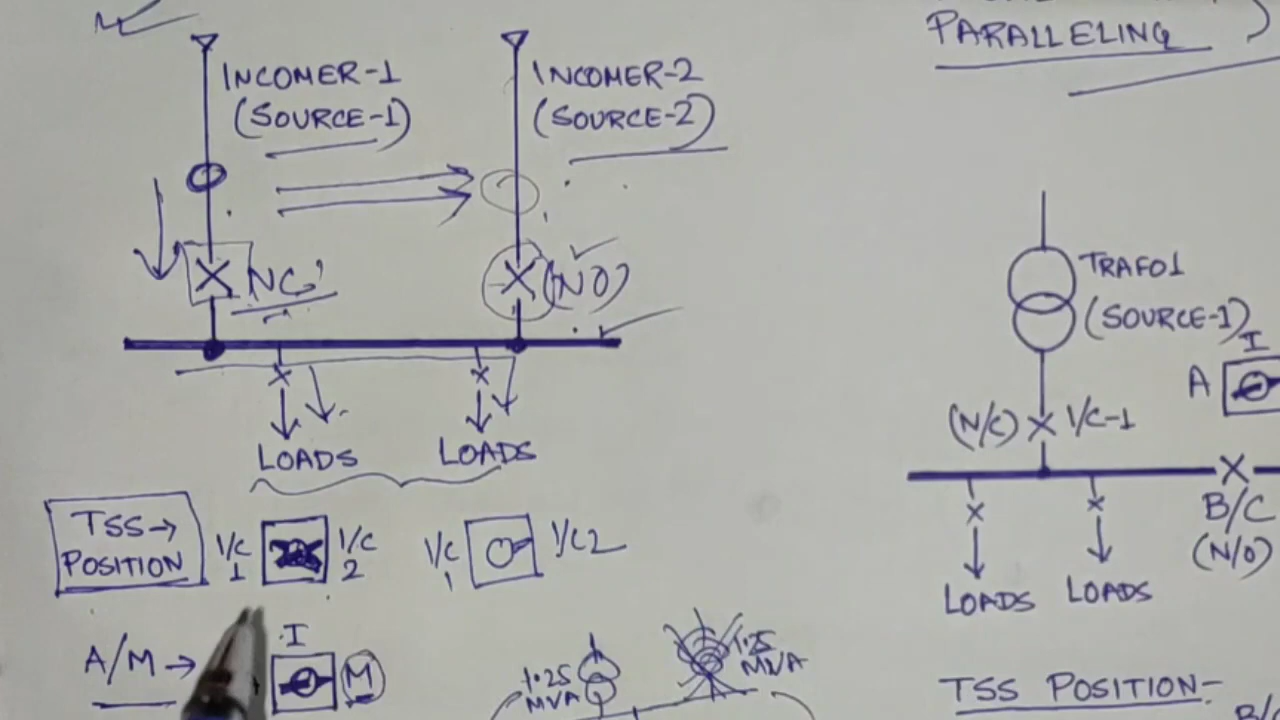 PARALLELING
INCOMER-1
(SOURCE-1)
INCOMER-2
(SOURCE-2)
NC
(NO)
LOADS
LOADS
TSS→
POSITION
I/C
1
I/C
2
I/C
1
I/C2
A/M→
I
M
1.25
MVA
1.25
MVA
TRAFO1
(SOURCE-1)
I
A
(N/C)
I/C-1
B/C
(N/O)
LOADS
LOADS
TSS POSITION-
B/C